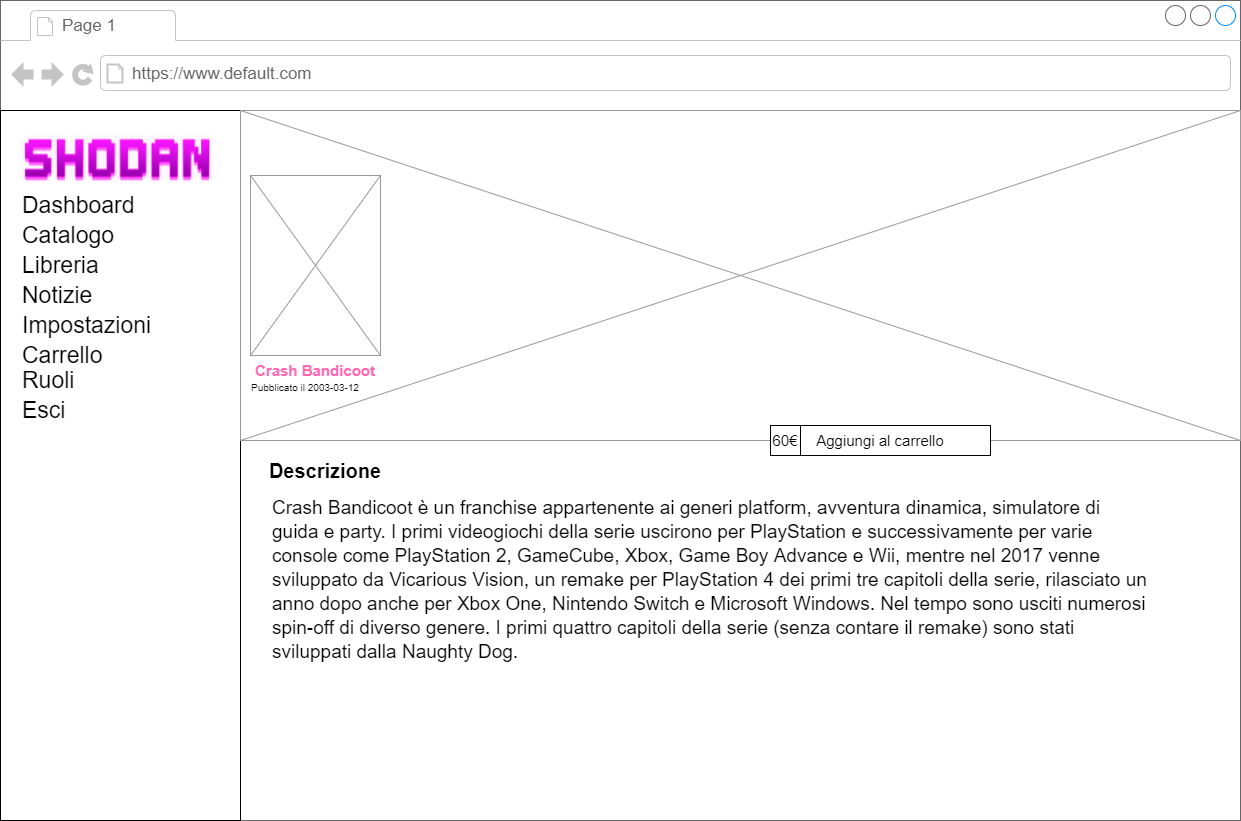 Page 1
https://www.default.com
SHODAN
Dashboard
Catalogo
Libreria
Notizie
Impostazioni
Carrello
Ruoli
Esci
Crash Bandicoot
Pubblicato il 2003-03-12
60€ Aggiungi al carrello
Descrizione
Crash Bandicoot è un franchise appartenente ai generi platform, avventura dinamica, simulatore di
guida e party. I primi videogiochi della serie uscirono per PlayStation e successivamente per varie
console come PlayStation 2, GameCube, Xbox, Game Boy Advance e Wii, mentre nel 2017 venne
sviluppato da Vicarious Vision, un remake per PlayStation 4 dei primi tre capitoli della serie, rilasciato un
anno dopo anche per Xbox One, Nintendo Switch e Microsoft Windows. Nel tempo sono usciti numerosi
spin-off di diverso genere. I primi quattro capitoli della serie (senza contare il remake) sono stati
sviluppati dalla Naughty Dog.